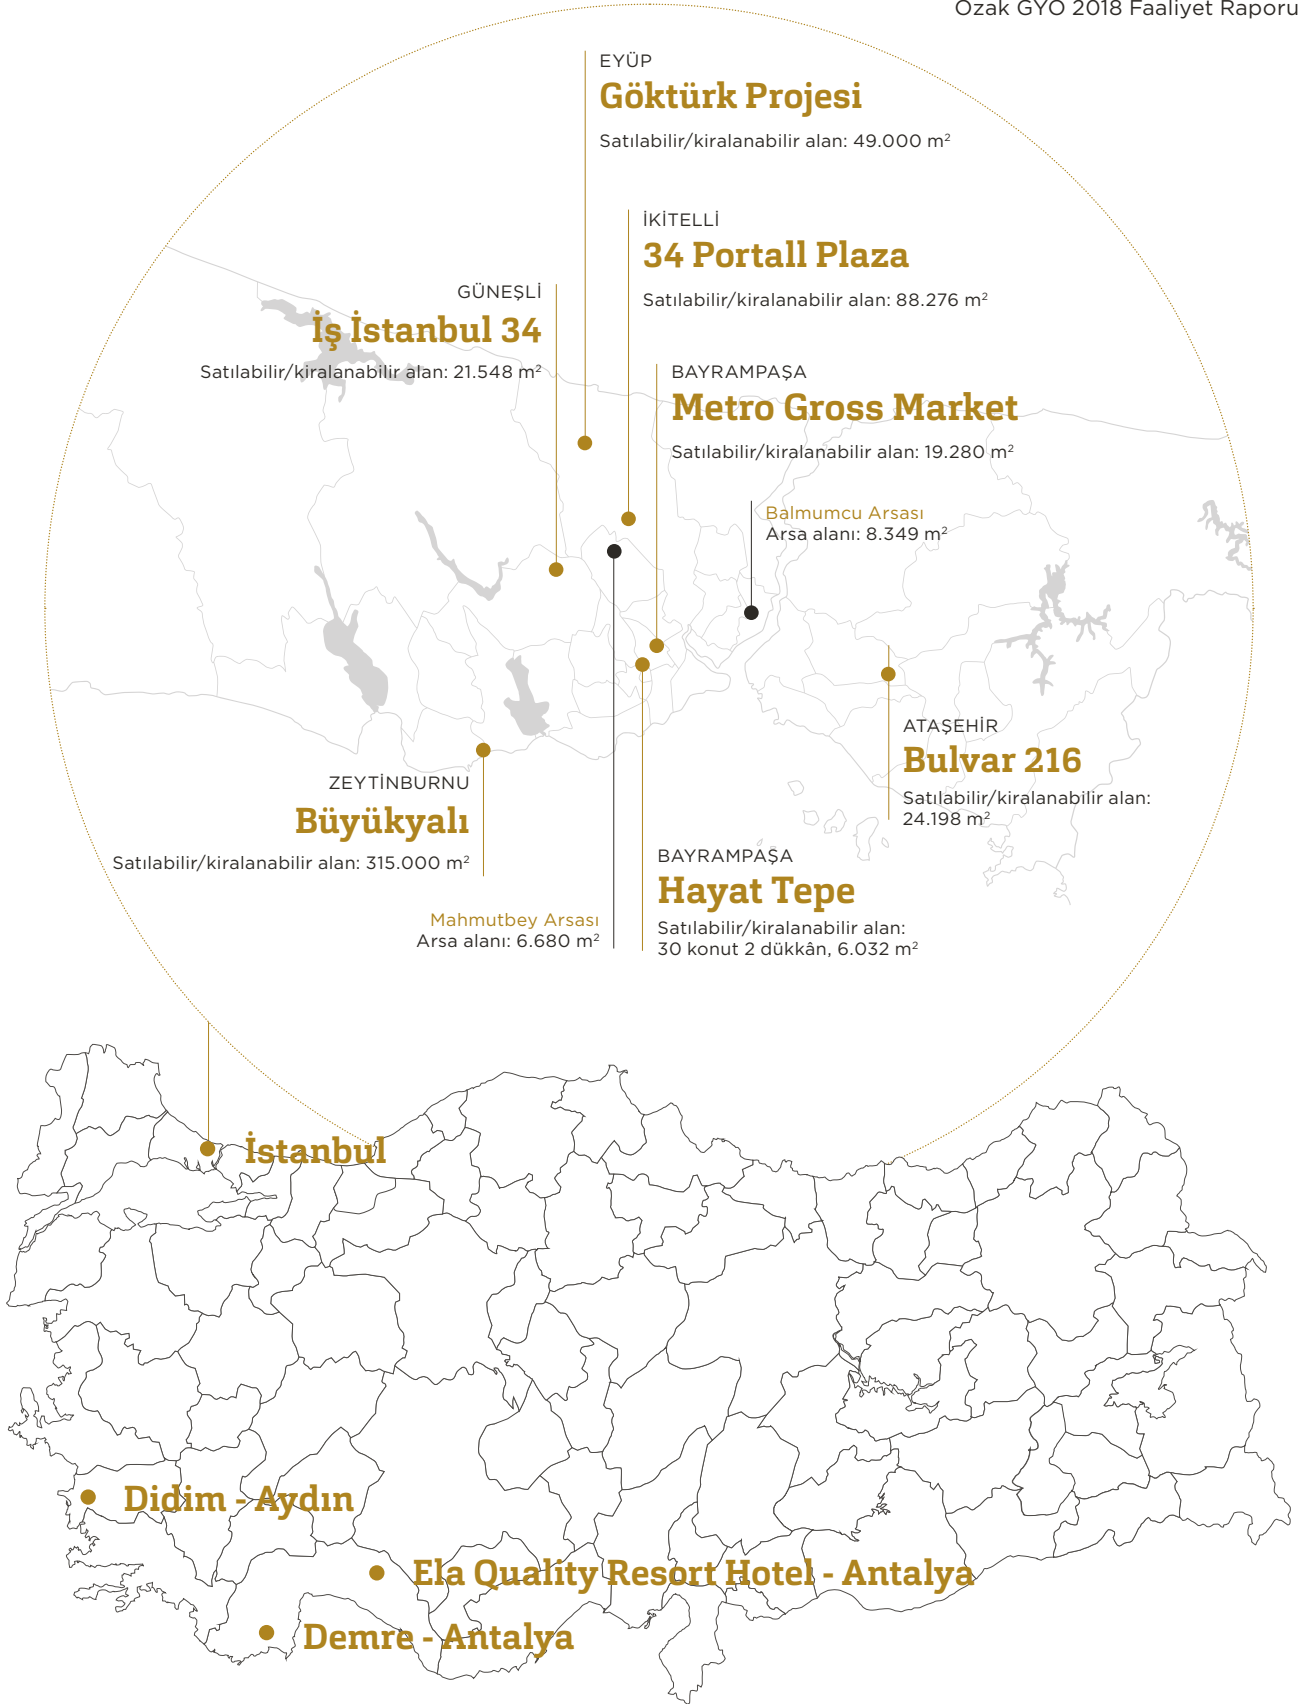 Özak GYO 2018 Faaliyet Raporu
EYÜP
Göktürk Projesi
Satılabilir/kiralanabilir alan: 49.000 m²
İKİTELLİ
34 Portall Plaza
Satılabilir/kiralanabilir alan: 88.276 m²
GÜNEŞLİ
İş İstanbul 34
Satılabilir/kiralanabilir alan: 21.548 m²
BAYRAMPAŞA
Metro Gross Market
Satılabilir/kiralanabilir alan: 19.280 m²
Balmumcu Arsası
Arsa alanı: 8.349 m²
ATAŞEHİR
Bulvar 216
Satılabilir/kiralanabilir alan:
24.198 m²
ZEYTİNBURNU
Büyükyalı
Satılabilir/kiralanabilir alan: 315.000 m²
BAYRAMPAŞA
Hayat Tepe
Satılabilir/kiralanabilir alan:
30 konut 2 dükkân, 6.032 m²
Mahmutbey Arsası
Arsa alanı: 6.680 m²
İstanbul
Didim - Aydın
Ela Quality Resort Hotel - Antalya
Demre - Antalya